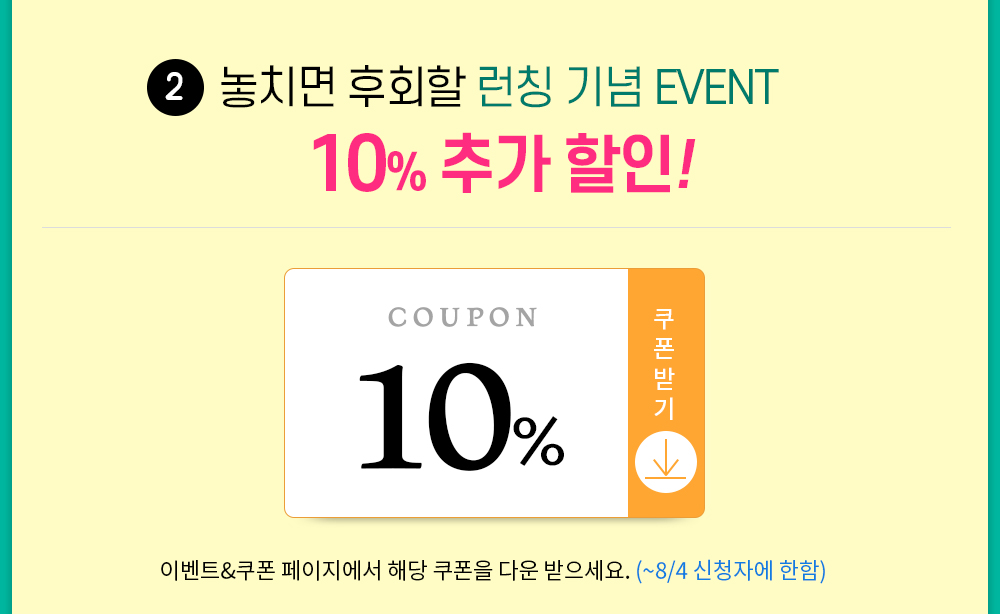 2 놓치면 후회할 런칭 기념 EVENT
10% 추가 할인!
COUPON
10%
쿠폰받기
이벤트&쿠폰 페이지에서 해당 쿠폰을 다운 받으세요. (~8/4 신청자에 한함)